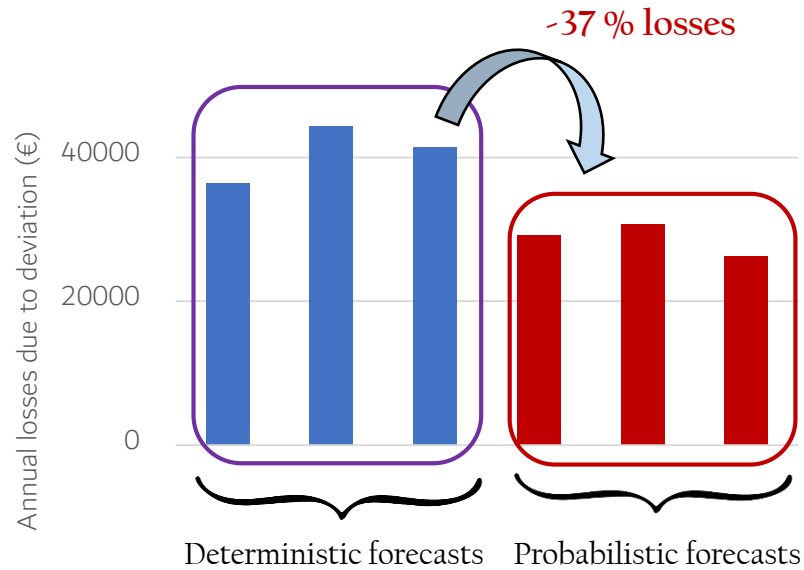 -37 % losses
Annual losses due to deviation (€)
40000
20000
0
Deterministic forecasts
Probabilistic forecasts